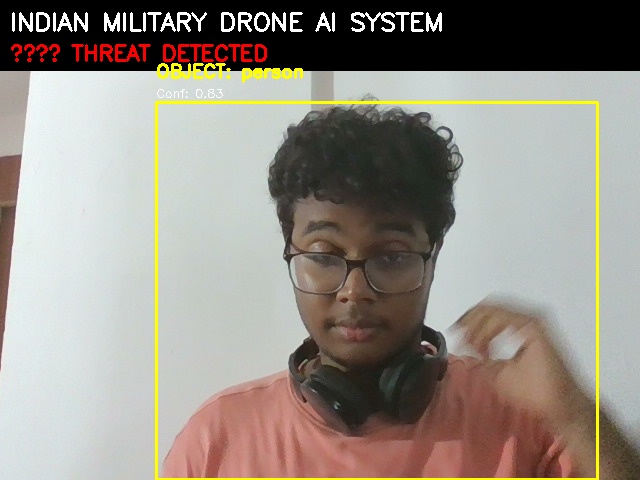 INDIAN MILITARY DRONE AI SYSTEM
???? THREAT DETECTED
OBJECT: person
Conf: 0.83